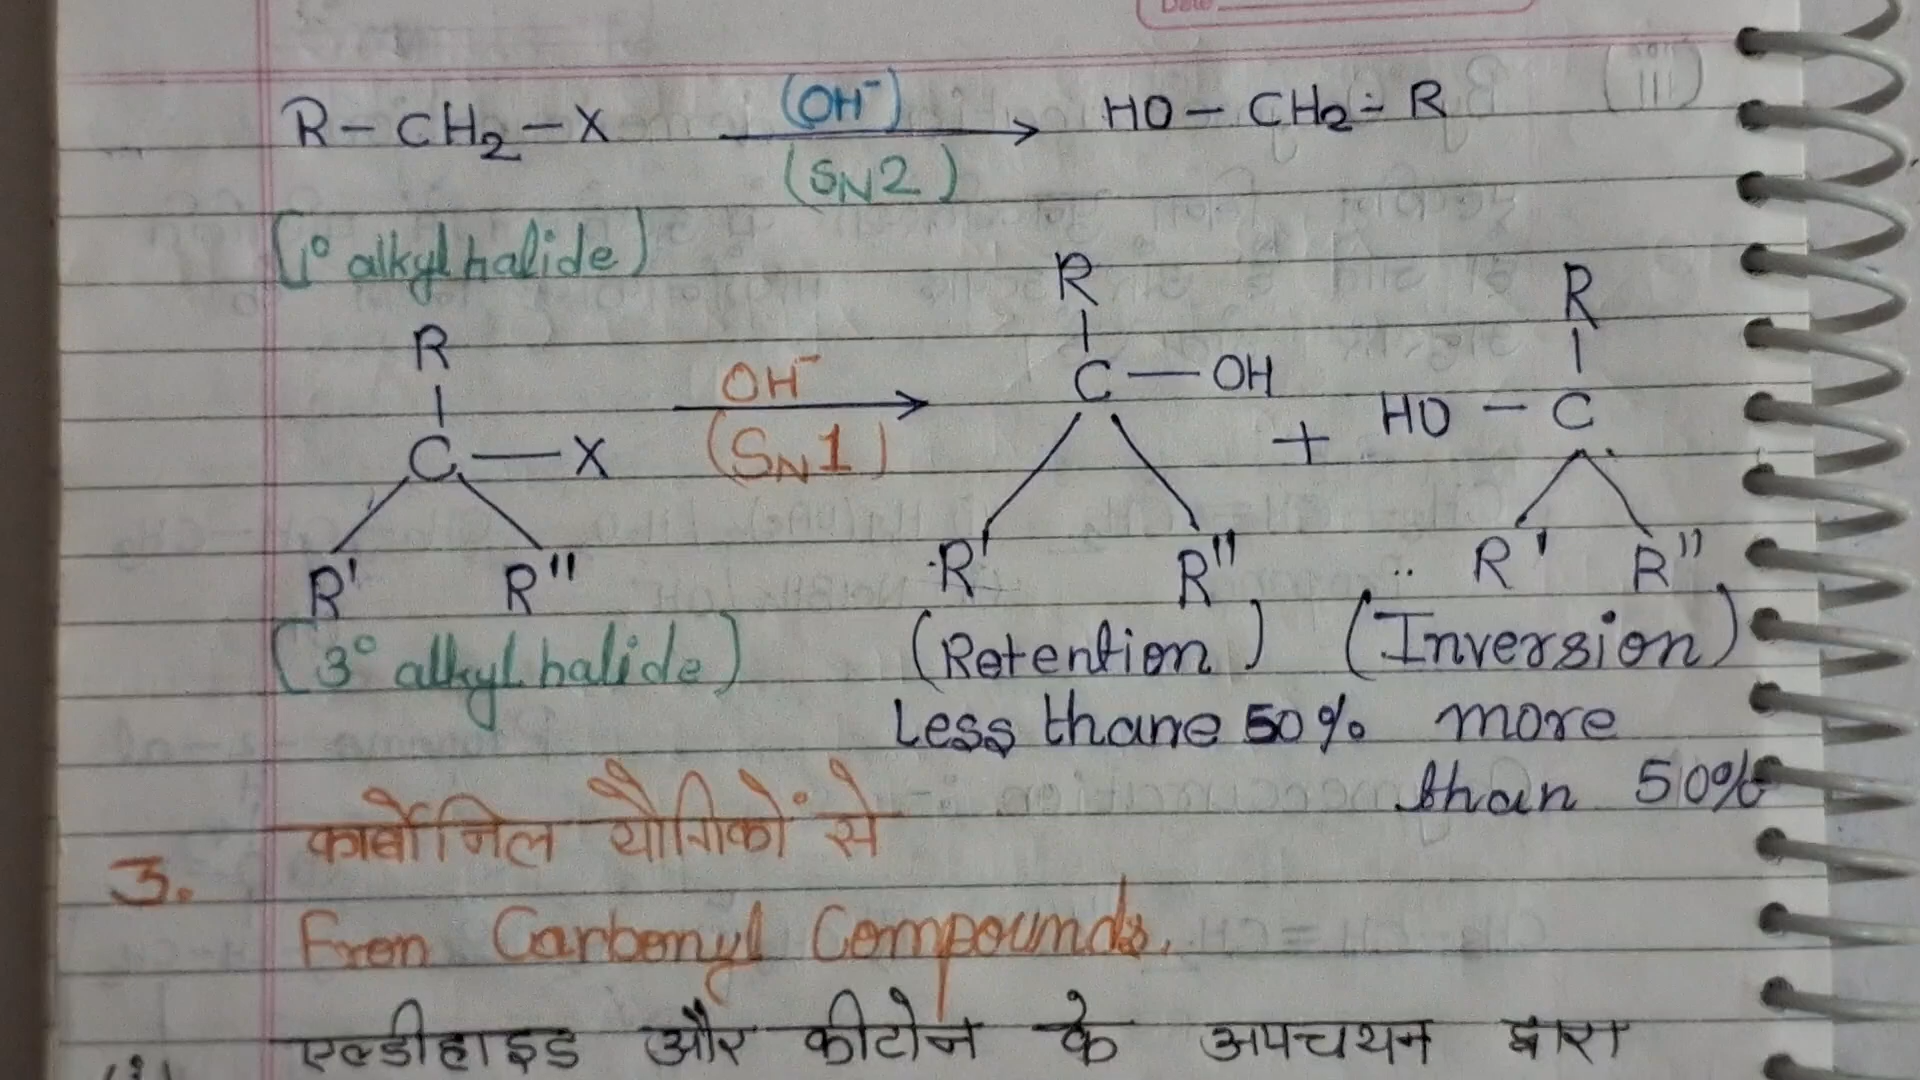 Date
R - CH₂ - X (OH⁻) (SN2) HO - CH₂ - R
(1° alkyl halide)
R
C - X
R' R''
(3° alkyl halide)
OH⁻
(SN1)
R
C - OH
R' R''
(Retention)
Less thane 50%
+
R
HO - C
R' R''
(Inversion)
more
than 50%
3. कार्बोनिल यौगिकों से
From Carbonyl Compounds.
एल्डीहाइड और कीटोन के अपचयन द्वारा